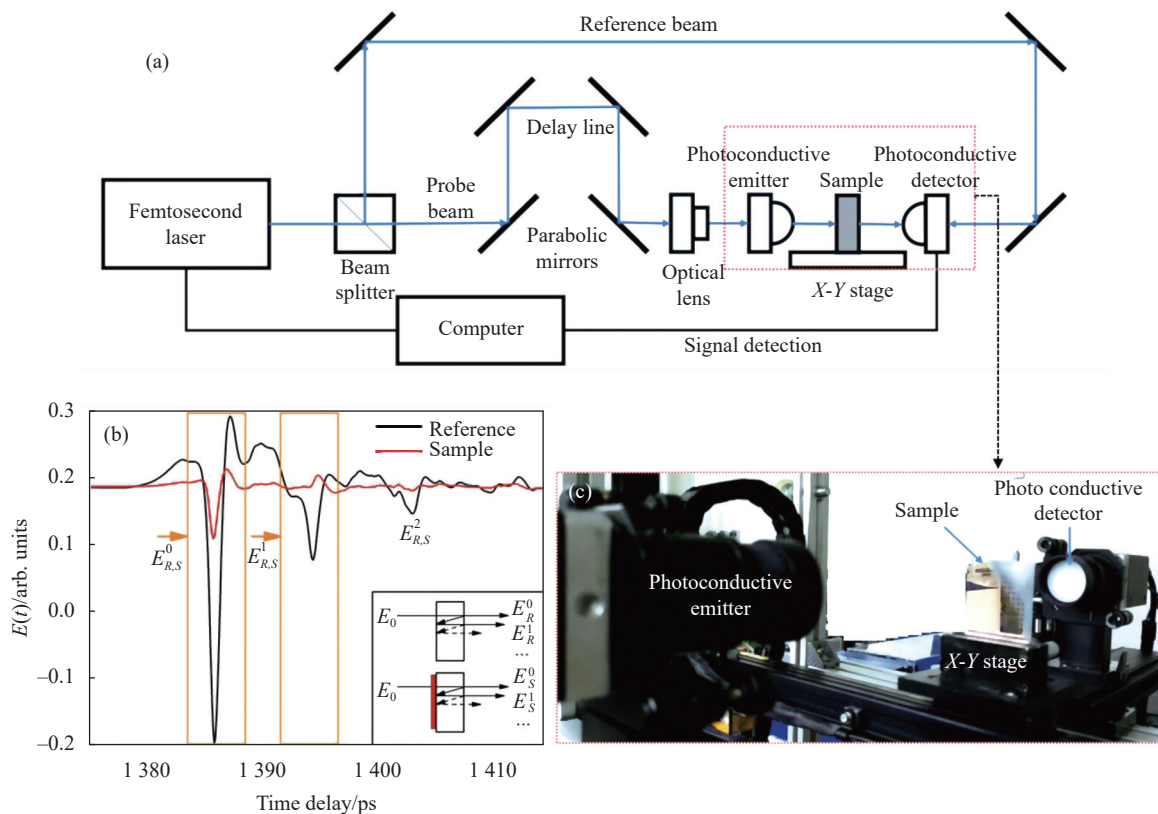 Reference beam
(a)
Delay line
Photoconductive
emitter
Sample
Photoconductive
detector
Probe
beam
Femtosecond
laser
Parabolic
mirrors
Beam
splitter
Optical
lens
X-Y stage
Computer
Signal detection
(b)
Reference
Sample
0.3
0.2
0.1
0.0
–0.1
–0.2
E(t)/arb. units
E⁰R,S
E¹R,S
E²R,S
E₀
E⁰R
E¹R
...
E₀
E⁰S
E¹S
...
1 380
1 390
1 400
1 410
Time delay/ps
(c)
Photo conductive
detector
Sample
Photoconductive
emitter
X-Y stage